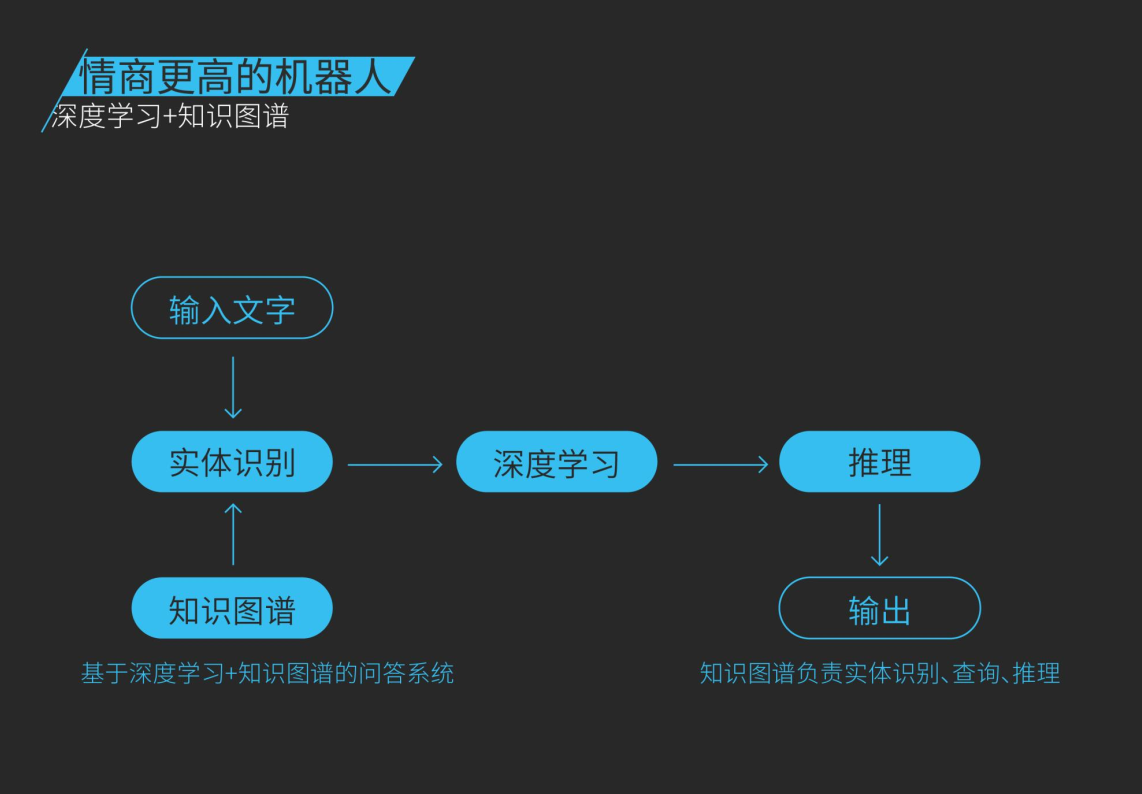 情商更高的机器人
深度学习+知识图谱
输入文字
实体识别
深度学习
推理
知识图谱
输出
基于深度学习+知识图谱的问答系统
知识图谱负责实体识别、查询、推理